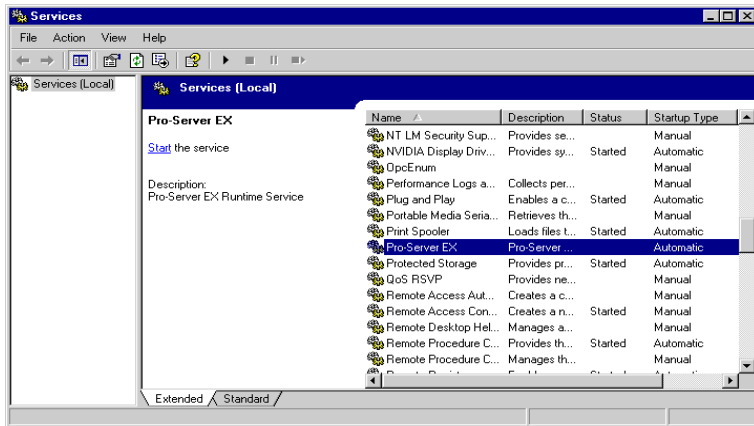 Services
File Action View Help
Services (Local)
Services (Local)
Pro-Server EX
Start the service
Description:
Pro-Server EX Runtime Service
Name Description Status Startup Type
NT LM Security Sup... Provides se... Manual
NVIDIA Display Driv... Provides sy... Started Automatic
OpcEnum Manual
Performance Logs a... Collects per... Manual
Plug and Play Enables a c... Started Automatic
Portable Media Seria... Retrieves th... Manual
Print Spooler Loads files t... Started Automatic
Pro-Server EX Pro-Server ... Automatic
Protected Storage Provides pr... Started Automatic
QoS RSVP Provides ne... Manual
Remote Access Aut... Creates a c... Manual
Remote Access Con... Creates a n... Started Manual
Remote Desktop Hel... Manages a... Manual
Remote Procedure C... Provides th... Started Automatic
Remote Procedure C... Manages th... Manual
Extended Standard